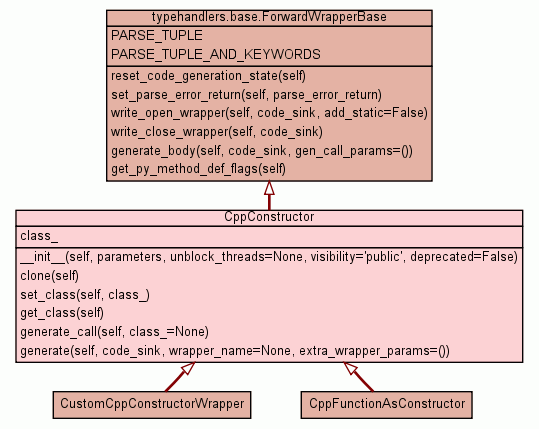 typehandlers.base.ForwardWrapperBase
PARSE_TUPLE
PARSE_TUPLE_AND_KEYWORDS
reset_code_generation_state(self)
set_parse_error_return(self, parse_error_return)
write_open_wrapper(self, code_sink, add_static=False)
write_close_wrapper(self, code_sink)
generate_body(self, code_sink, gen_call_params=())
get_py_method_def_flags(self)
CppConstructor
class_
__init__(self, parameters, unblock_threads=None, visibility='public', deprecated=False)
clone(self)
set_class(self, class_)
get_class(self)
generate_call(self, class_=None)
generate(self, code_sink, wrapper_name=None, extra_wrapper_params=())
CustomCppConstructorWrapper
CppFunctionAsConstructor